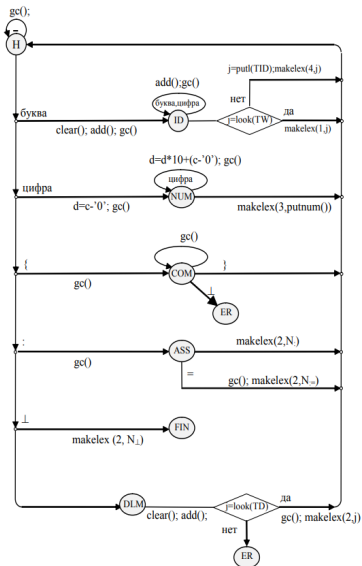 gc();
H
j=putl(TID);makelex(4,j)
add();gc()
буква,цифра
ID
нет
да
j=look(TW)
makelex(1,j)
буква
clear(); add(); gc()
d=d*10+(c-'0'); gc()
цифра
NUM
цифра
d=c-'0'; gc()
makelex(3,putnum())
gc()
{
COM
}
gc()
⊥
ER
:
gc()
ASS
makelex(2,N:)
=
gc(); makelex(2,N:=)
⊥
makelex (2, N⊥)
FIN
DLM
clear(); add();
j=look(TD)
да
gc(); makelex(2,j)
нет
ER